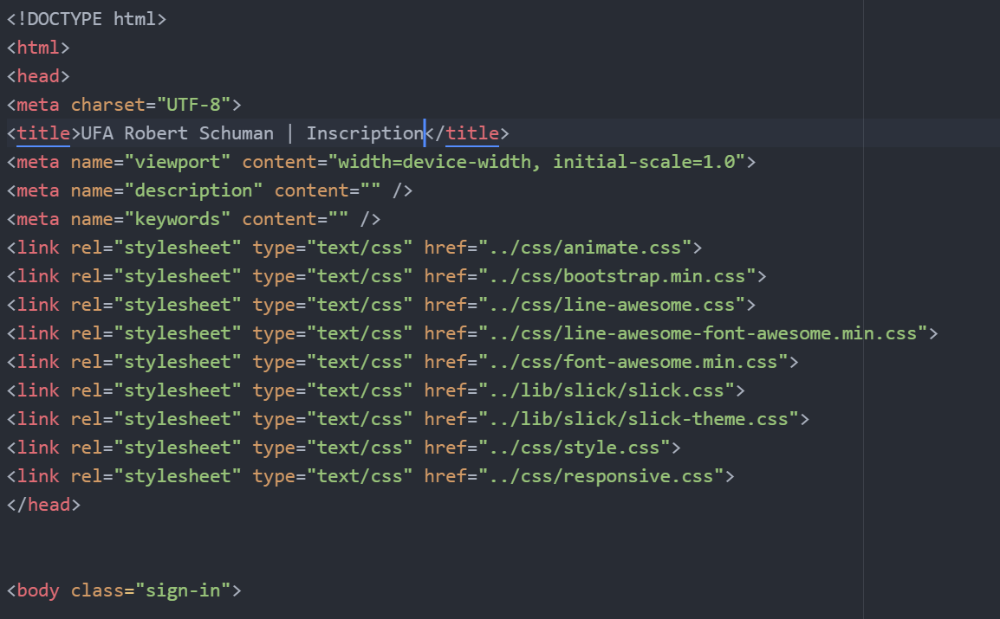 <!DOCTYPE html>
<html>
<head>
<meta charset="UTF-8">
<title>UFA Robert Schuman | Inscription</title>
<meta name="viewport" content="width=device-width, initial-scale=1.0">
<meta name="description" content="" />
<meta name="keywords" content="" />
<link rel="stylesheet" type="text/css" href="../css/animate.css">
<link rel="stylesheet" type="text/css" href="../css/bootstrap.min.css">
<link rel="stylesheet" type="text/css" href="../css/line-awesome.css">
<link rel="stylesheet" type="text/css" href="../css/line-awesome-font-awesome.min.css">
<link rel="stylesheet" type="text/css" href="../css/font-awesome.min.css">
<link rel="stylesheet" type="text/css" href="../lib/slick/slick.css">
<link rel="stylesheet" type="text/css" href="../lib/slick/slick-theme.css">
<link rel="stylesheet" type="text/css" href="../css/style.css">
<link rel="stylesheet" type="text/css" href="../css/responsive.css">
</head>
<body class="sign-in">